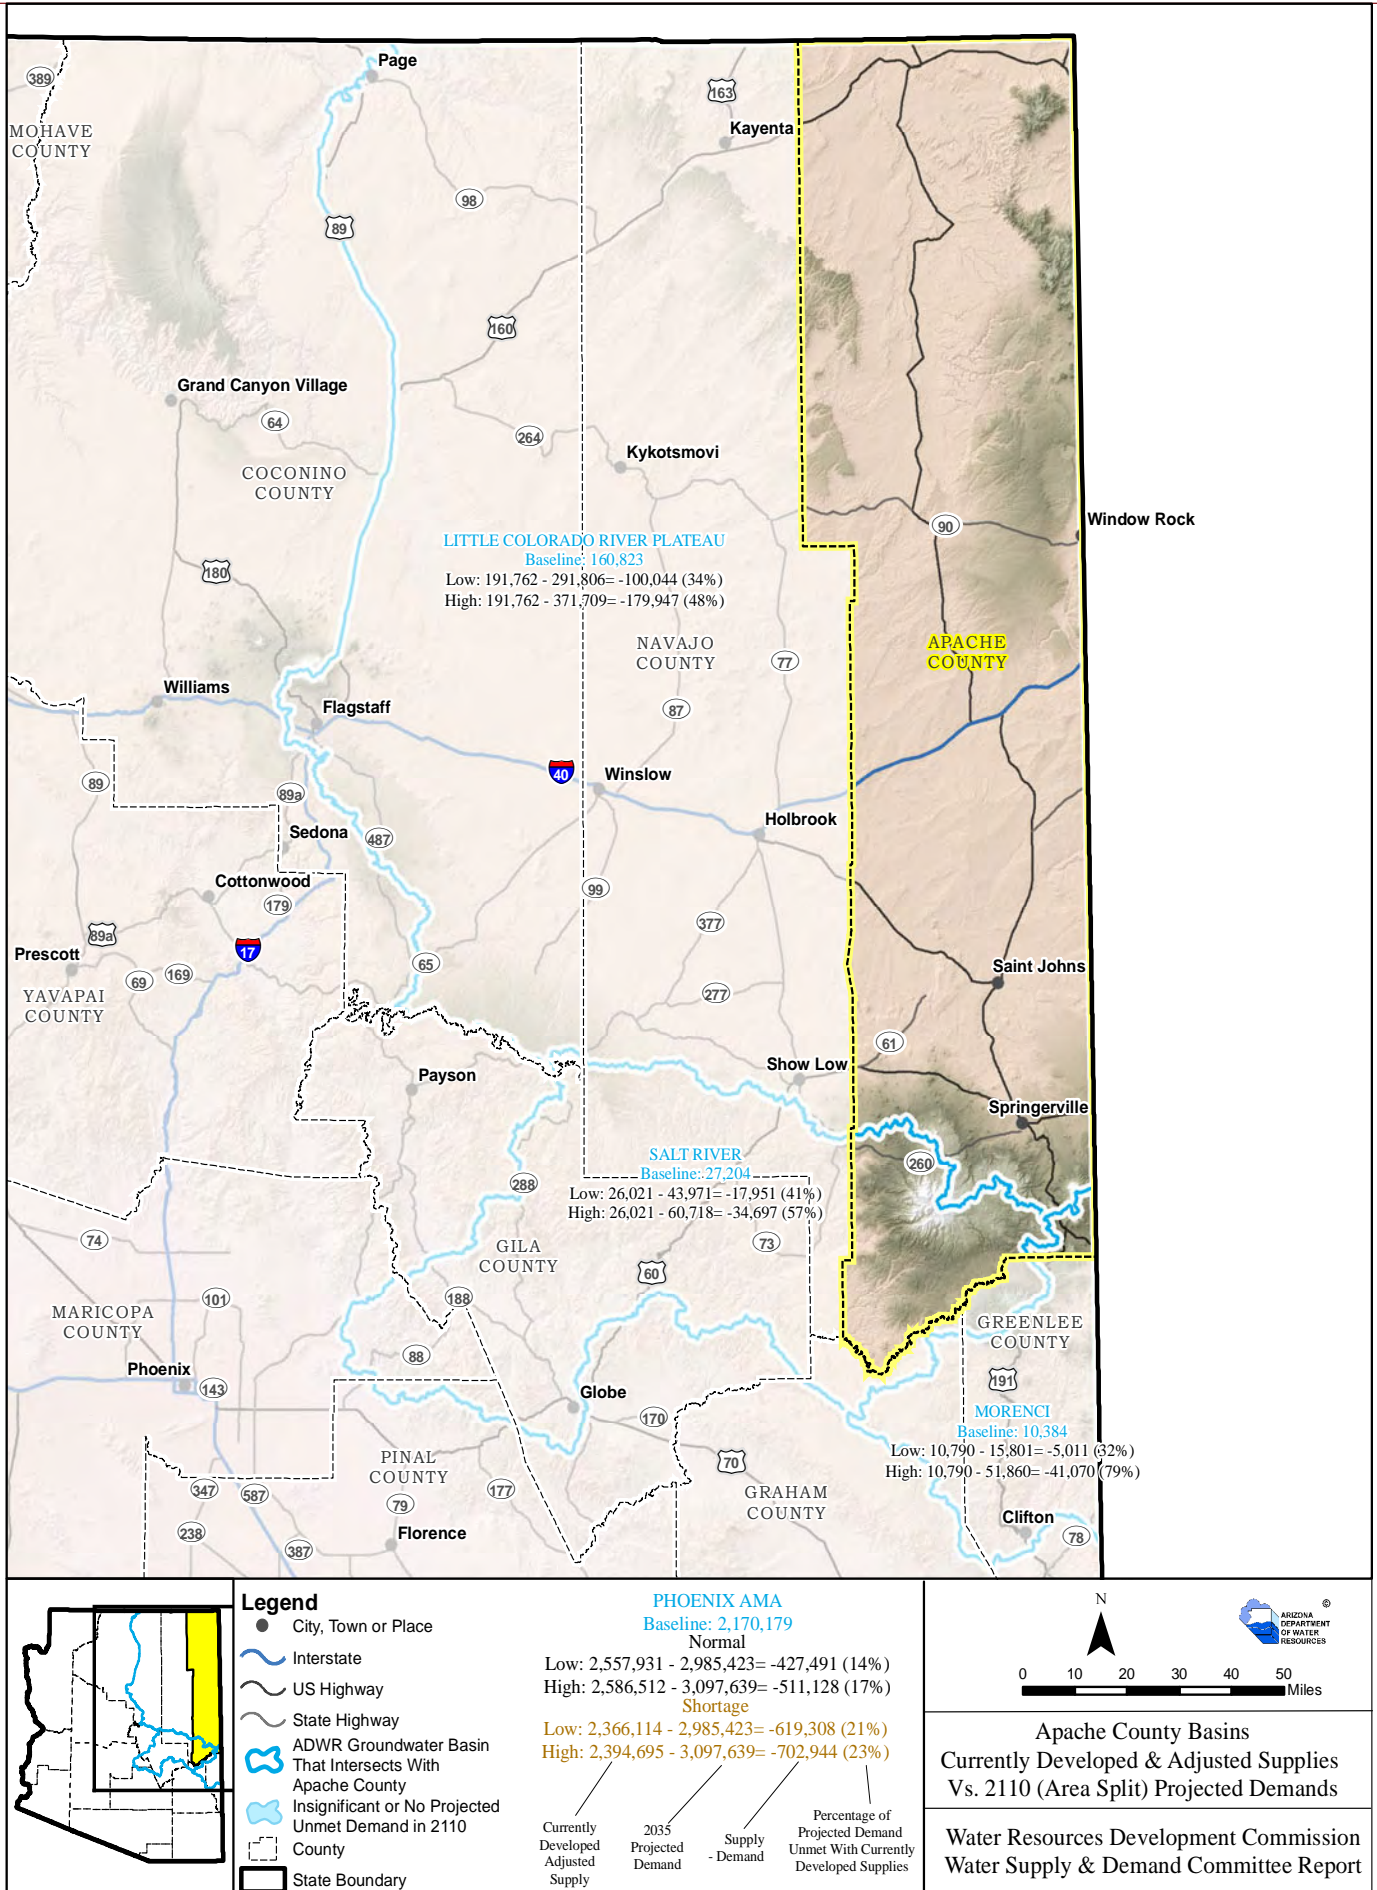 Page
389
163
MOHAVE
COUNTY
Kayenta
98
89
160
Grand Canyon Village
64
264
Kykotsmovi
COCONINO
COUNTY
Window Rock
90
LITTLE COLORADO RIVER PLATEAU
Baseline: 160,823
Low: 191,762 - 291,806= -100,044 (34%)
High: 191,762 - 371,709= -179,947 (48%)
180
NAVAJO
COUNTY
77
APACHE
COUNTY
Williams
Flagstaff
87
40
Winslow
89
89a
Holbrook
Sedona
487
Cottonwood
179
99
377
89a
17
Prescott
69
169
65
Saint Johns
277
YAVAPAI
COUNTY
61
Show Low
Payson
Springerville
SALT RIVER
Baseline: 27,204
Low: 26,021 - 43,971= -17,951 (41%)
High: 26,021 - 60,718= -34,697 (57%)
260
288
74
73
GILA
COUNTY
60
101
188
MARICOPA
COUNTY
GREENLEE
COUNTY
88
Phoenix
143
191
Globe
170
MORENCI
Baseline: 10,384
Low: 10,790 - 15,801= -5,011 (32%)
High: 10,790 - 51,860= -41,070 (79%)
PINAL
COUNTY
70
347
587
177
GRAHAM
COUNTY
79
Clifton
238
Florence
78
387
Legend
City, Town or Place
Interstate
US Highway
State Highway
ADWR Groundwater Basin
That Intersects With
Apache County
Insignificant or No Projected
Unmet Demand in 2110
County
State Boundary
PHOENIX AMA
Baseline: 2,170,179
Normal
Low: 2,557,931 - 2,985,423= -427,491 (14%)
High: 2,586,512 - 3,097,639= -511,128 (17%)
Shortage
Low: 2,366,114 - 2,985,423= -619,308 (21%)
High: 2,394,695 - 3,097,639= -702,944 (23%)
Currently
Developed
Adjusted
Supply
2035
Projected
Demand
Supply
- Demand
Percentage of
Projected Demand
Unmet With Currently
Developed Supplies
N
©
ARIZONA
DEPARTMENT
OF WATER
RESOURCES
0 10 20 30 40 50
Miles
Apache County Basins
Currently Developed & Adjusted Supplies
Vs. 2110 (Area Split) Projected Demands
Water Resources Development Commission
Water Supply & Demand Committee Report